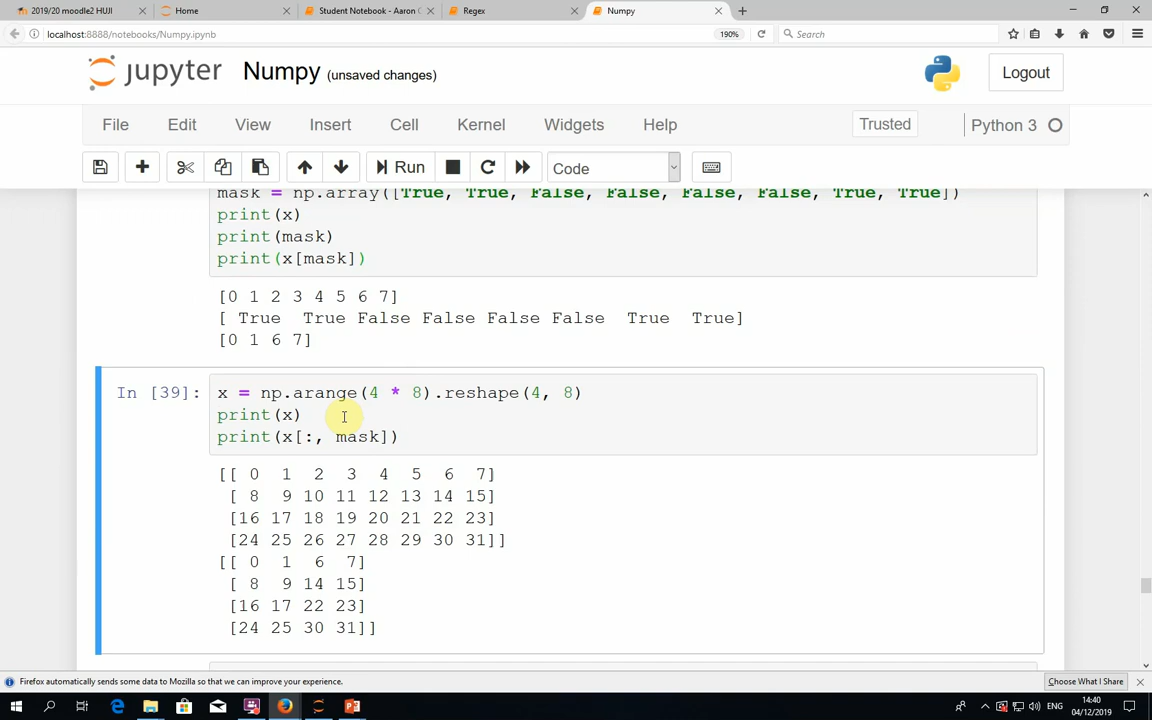 2019/20 moodle2 HUJI
Home
Student Notebook - Aaron
Regex
Numpy
localhost:8888/notebooks/Numpy.ipynb
190%
Search
jupyter
Numpy (unsaved changes)
Logout
File
Edit
View
Insert
Cell
Kernel
Widgets
Help
Trusted
Python 3
Run
Code
mask = np.array([True, True, False, False, False, False, True, True])
print(x)
print(mask)
print(x[mask])
[0 1 2 3 4 5 6 7]
[ True  True False False False False  True  True]
[0 1 6 7]
In [39]:
x = np.arange(4 * 8).reshape(4, 8)
print(x)
print(x[:, mask])
[[ 0  1  2  3  4  5  6  7]
 [ 8  9 10 11 12 13 14 15]
 [16 17 18 19 20 21 22 23]
 [24 25 26 27 28 29 30 31]]
[[ 0  1  6  7]
 [ 8  9 14 15]
 [16 17 22 23]
 [24 25 30 31]]
Firefox automatically sends some data to Mozilla so that we can improve your experience.
Choose What I Share
ENG
14:40
04/12/2019